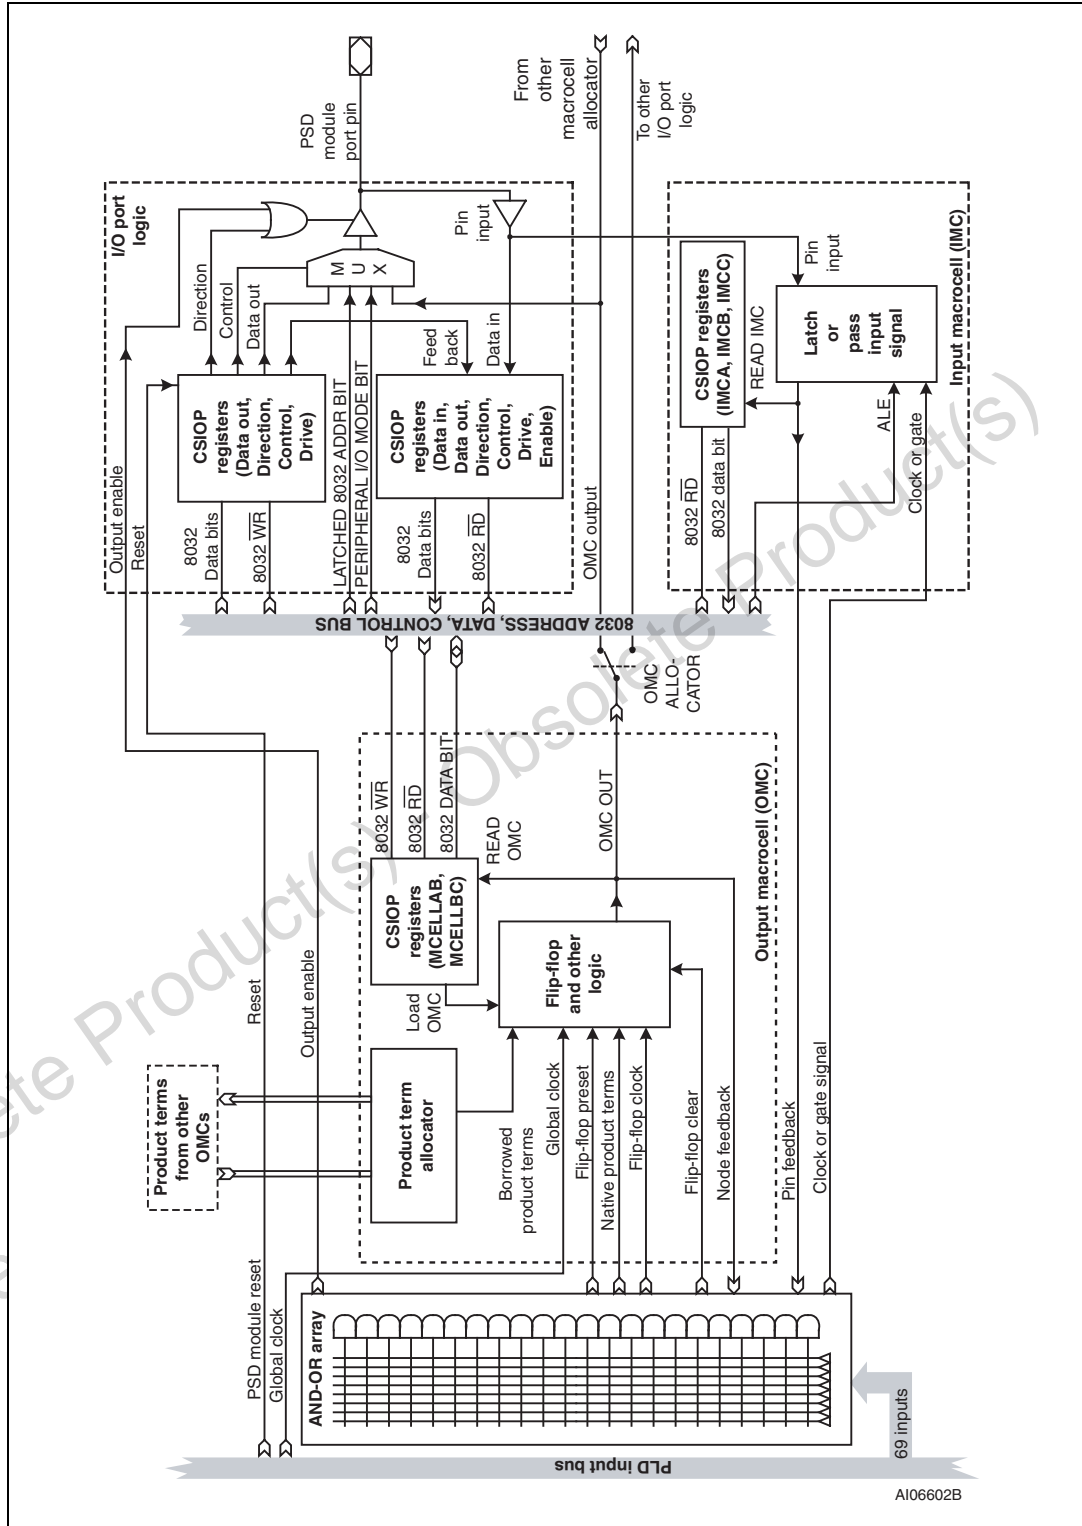 PLD input bus
69 inputs
AI06602B
PSD module reset
Global clock
AND-OR array
Product terms
from other
OMCs
Reset
Output enable
Product term
allocator
Borrowed
product terms
Global clock
Flip-flop preset
Native product terms
Flip-flop clock
Flip-flop clear
Node feedback
Pin feedback
Clock or gate signal
Load
OMC
CSIOP
registers
(MCELLAB,
MCELLBC)
8032 WR
8032 RD
8032 DATA BIT
READ
OMC
Flip-flop
and other
logic
OMC OUT
Output macrocell (OMC)
OMC
ALLO-
CATOR
8032 ADDRESS, DATA, CONTROL BUS
Output enable
Reset
I/O port
logic
8032
Data bits
8032 WR
LATCHED 8032 ADDR BIT
PERIPHERAL I/O MODE BIT
8032
Data bits
8032 RD
OMC output
CSIOP
registers
(Data out,
Direction,
Control,
Drive)
CSIOP
registers
(Data in,
Data out,
Direction,
Control,
Drive,
Enable)
Direction
Control
Data out
Feed
back
Data in
M
U
X
Pin
input
PSD
module
port pin
From
other
macrocell
allocator
To other
I/O port
logic
8032 RD
8032 data bit
CSIOP registers
(IMCA, IMCB, IMCC)
READ IMC
ALE
Clock or gate
Pin
input
Latch
or
pass
input
signal
Input macrocell (IMC)
Obsolete Product(s)
ete Product(s) -